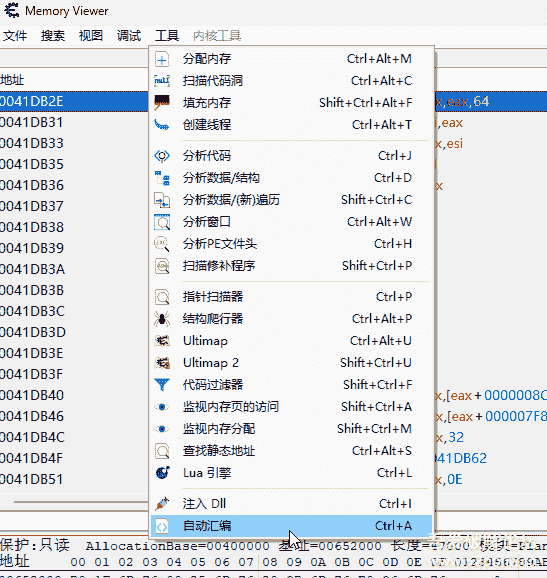 Memory Viewer
文件 搜索 视图 调试 工具 内核工具
地址
分配内存 Ctrl+Alt+M
扫描代码洞 Ctrl+Alt+C
填充内存 Shift+Ctrl+Alt+F
创建线程 Ctrl+Alt+T
分析代码 Ctrl+J
分析数据/结构 Ctrl+D
分析数据/(新)遍历 Shift+Ctrl+C
分析窗口 Ctrl+Alt+W
分析PE文件头 Ctrl+H
扫描修补程序 Shift+Ctrl+P
指针扫描器 Ctrl+P
结构爬行器 Ctrl+Alt+P
Ultimap Ctrl+Alt+U
Ultimap 2 Shift+Ctrl+U
代码过滤器 Shift+Ctrl+F
监视内存页的访问 Shift+Ctrl+A
监视内存分配 Shift+Ctrl+M
查找静态地址 Ctrl+Alt+S
Lua 引擎 Ctrl+L
注入 Dll Ctrl+I
自动汇编 Ctrl+A
0041DB2E x,eax,64
0041DB31 ,eax
0041DB33 x,esi
0041DB35
0041DB36 x
0041DB37
0041DB38
0041DB39
0041DB3A
0041DB3B
0041DB3C
0041DB3D
0041DB3E
0041DB3F
0041DB40 x,[eax+0000008C
0041DB46 x,[eax+000007F8
0041DB4C x,32
0041DB4F 041DB62
0041DB51 x,0E
保护:只读 AllocationBase=00400000 基址=00652000 长度=47000
地址 00 01 02 03 04 05 06 07 08 09 0A 0B 0C 0D 0E